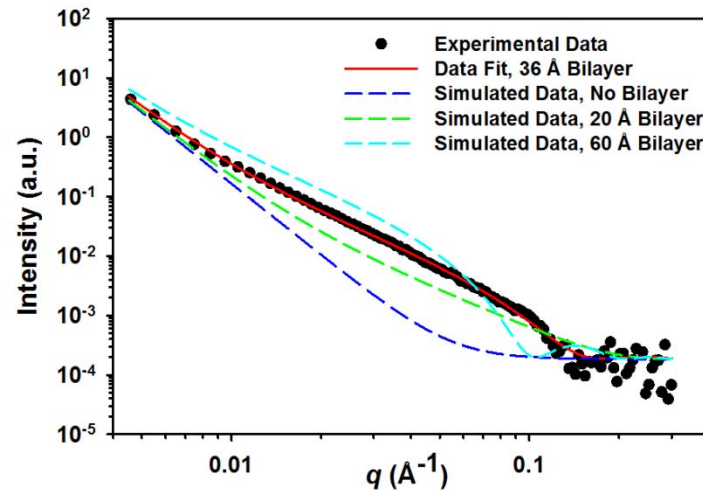 10²
10¹
10⁰
10⁻¹
10⁻²
10⁻³
10⁻⁴
10⁻⁵
Intensity (a.u.)
Experimental Data
Data Fit, 36 Å Bilayer
Simulated Data, No Bilayer
Simulated Data, 20 Å Bilayer
Simulated Data, 60 Å Bilayer
0.01
0.1
q (Å⁻¹)